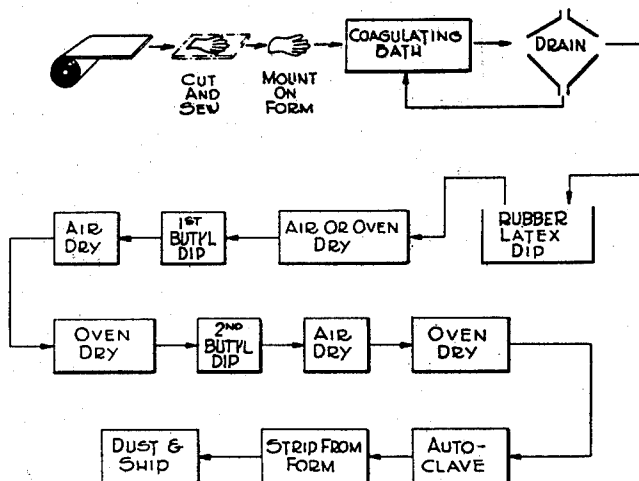 CUT
AND
SEW
MOUNT
ON
FORM
COAGULATING
BATH
DRAIN
RUBBER
LATEX
DIP
AIR OR OVEN
DRY
1ST
BUTYL
DIP
AIR
DRY
OVEN
DRY
2ND
BUTYL
DIP
AIR
DRY
OVEN
DRY
AUTO-
CLAVE
STRIP FROM
FORM
DUST &
SHIP